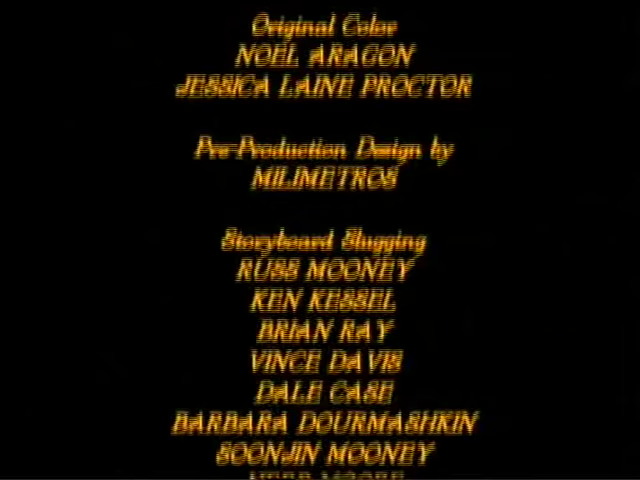 Original Color
NOEL ARAGON
JESSICA LAINE PROCTOR
Pre-Production Design by
MILIMETROS
Storyboard Slugging
RUSS MOONEY
KEN KESSEL
BRIAN RAY
VINCE DAVIS
DALE CASE
BARBARA DOURMASHKIN
SOONJIN MOONEY